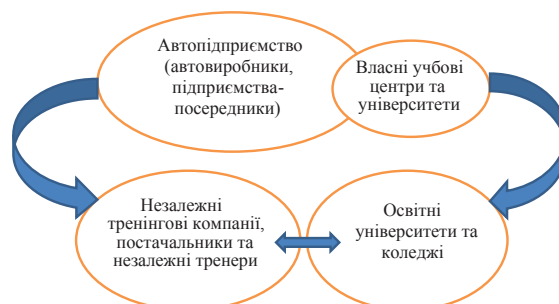 Автопідприємство
(автовиробники,
підприємства-
посередники)
Власні учбові
центри та
університети
Незалежні
тренінгові компанії,
постачальники та
незалежні тренери
Освітні
університети та
коледжі